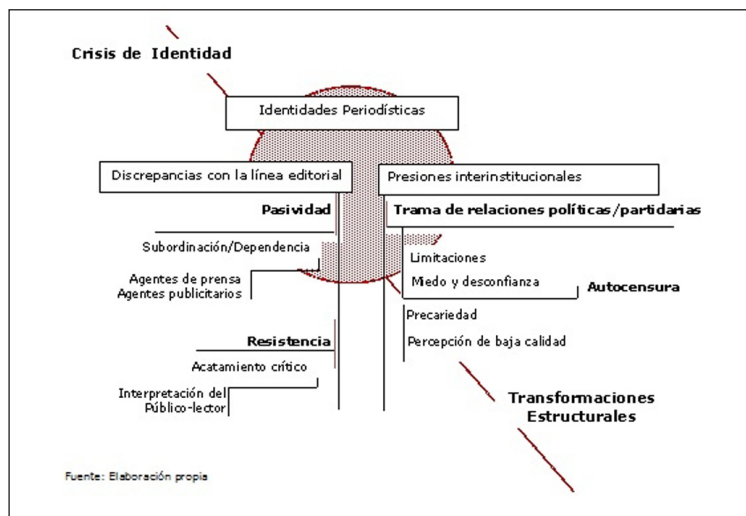 Crisis de Identidad
Identidades Periodísticas
Discrepancias con la línea editorial
Presiones interinstitucionales
Pasividad
Trama de relaciones políticas/partidarias
Subordinación/Dependencia
Limitaciones
Agentes de prensa
Agentes publicitarios
Miedo y desconfianza
Autocensura
Precariedad
Resistencia
Percepción de baja calidad
Acatamiento crítico
Interpretación del
Público-lector
Transformaciones
Estructurales
Fuente: Elaboración propia